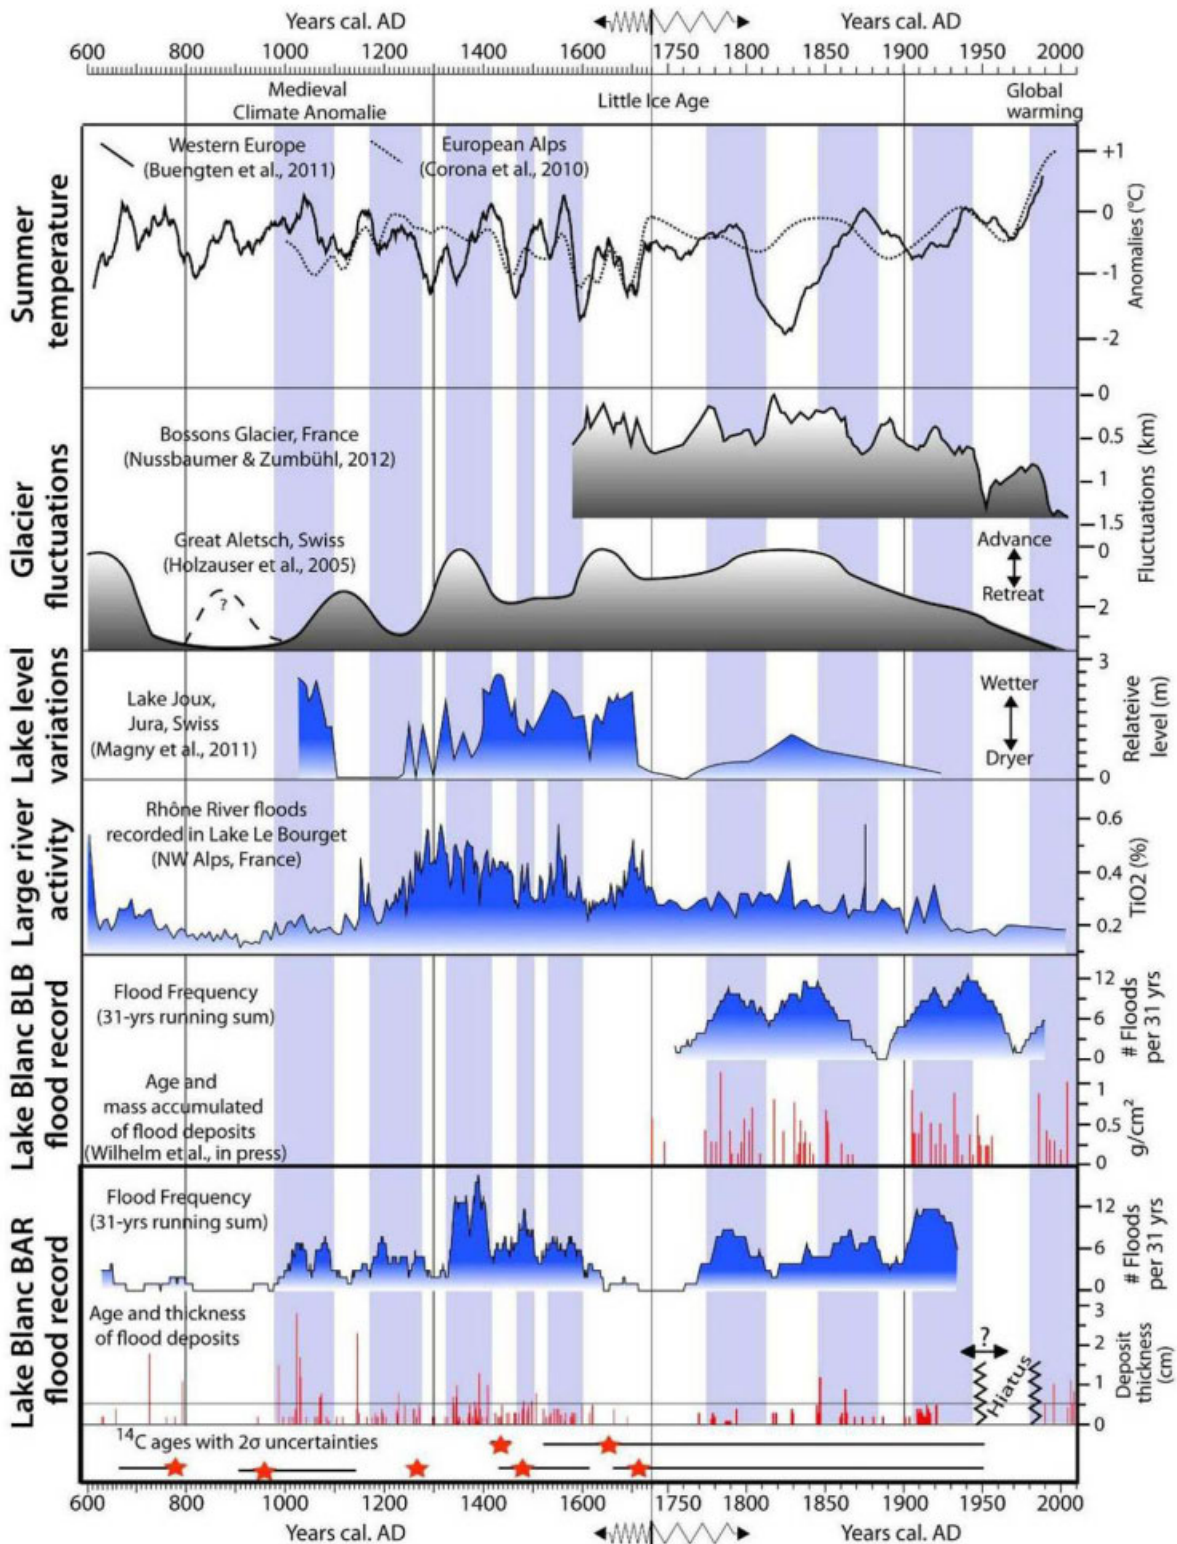 Years cal. AD
Years cal. AD
600 800 1000 1200 1400 1600 1750 1800 1850 1900 1950 2000
Medieval
Climate Anomalie
Little Ice Age
Global
warming
Summer
temperature
Western Europe
(Buengten et al., 2011)
European Alps
(Corona et al., 2010)
+1
0
-1
-2
Anomalies (°C)
Glacier
fluctuations
Bossons Glacier, France
(Nussbaumer & Zumbühl, 2012)
0
0.5
1
1.5
Fluctuations (km)
Great Aletsch, Swiss
(Holzauser et al., 2005)
?
Advance
Retreat
0
2
Lake level
variations
Lake Joux,
Jura, Swiss
(Magny et al., 2011)
Wetter
Dryer
3
0
Relateive
level (m)
Large river
activity
Rhône River floods
recorded in Lake Le Bourget
(NW Alps, France)
0.6
0.4
0.2
TiO2 (%)
Lake Blanc BLB
flood record
Flood Frequency
(31-yrs running sum)
12
6
0
# Floods
per 31 yrs
Age and
mass accumulated
of flood deposits
(Wilhelm et al., in press)
1
0.5
0
g/cm²
Lake Blanc BAR
flood record
Flood Frequency
(31-yrs running sum)
12
6
0
# Floods
per 31 yrs
Age and thickness
of flood deposits
?
Hiatus
3
2
1
0
Deposit
thickness
(cm)
¹⁴C ages with 2σ uncertainties
600 800 1000 1200 1400 1600 1750 1800 1850 1900 1950 2000
Years cal. AD
Years cal. AD